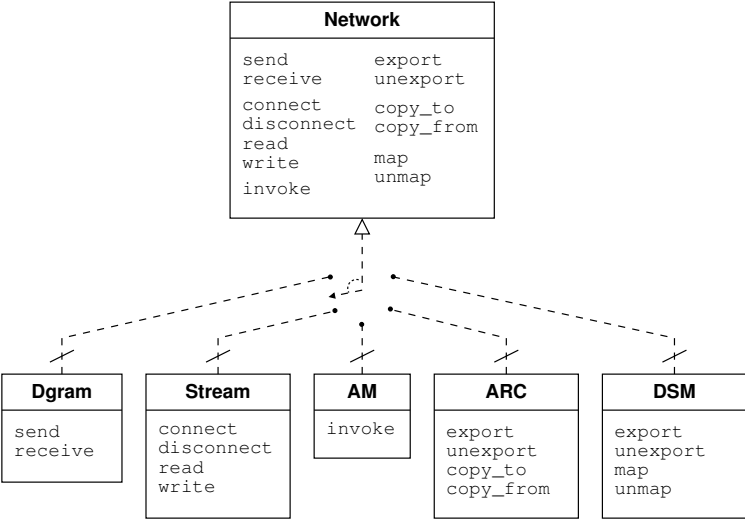 Network
send
receive
connect
disconnect
read
write
invoke
export
unexport
copy_to
copy_from
map
unmap
Dgram
send
receive
Stream
connect
disconnect
read
write
AM
invoke
ARC
export
unexport
copy_to
copy_from
DSM
export
unexport
map
unmap